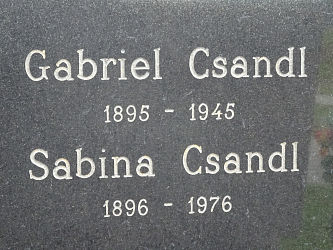 Gabriel Csandl
1895 - 1945
Sabina Csandl
1896 - 1976